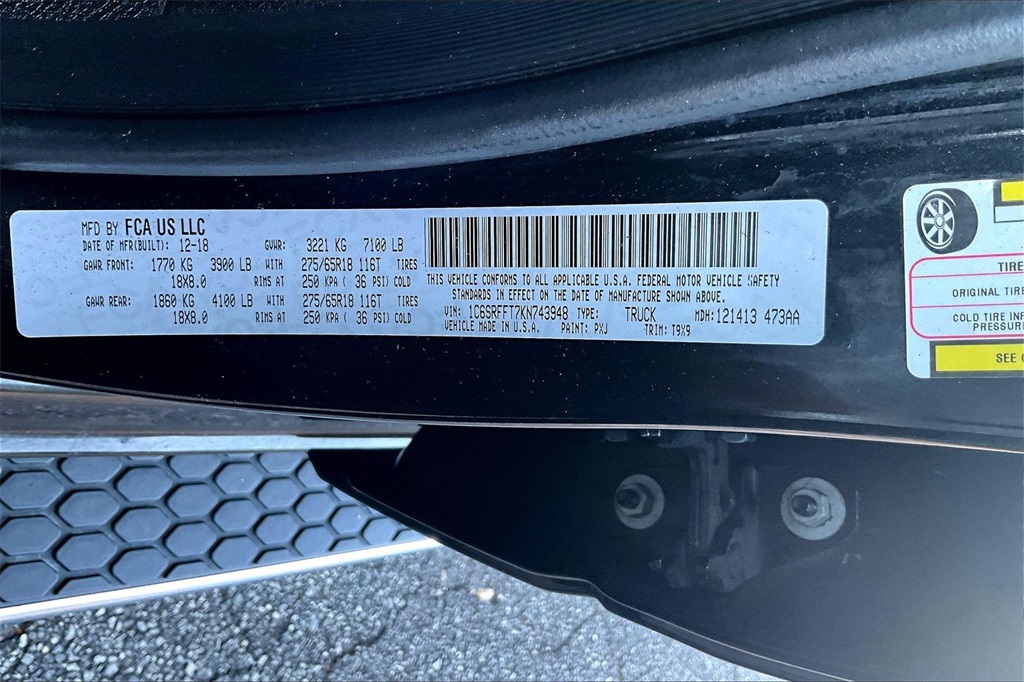 MFD BY FCA US LLC
DATE OF MFR(BUILT): 12-18 GVWR: 3221 KG 7100 LB
GAWR FRONT: 1770 KG 3900 LB WITH 275/65R18 116T TIRES
18X8.0 RIMS AT 250 KPA ( 36 PSI) COLD
GAWR REAR: 1860 KG 4100 LB WITH 275/65R18 116T TIRES
18X8.0 RIMS AT 250 KPA ( 36 PSI) COLD
THIS VEHICLE CONFORMS TO ALL APPLICABLE U.S.A. FEDERAL MOTOR VEHICLE SAFETY
STANDARDS IN EFFECT ON THE DATE OF MANUFACTURE SHOWN ABOVE.
VIN: 1C6SRFFT7KN743948 TYPE: TRUCK MDH: 121413 473AA
VEHICLE MADE IN U.S.A. PAINT: PXJ TRIM: T9X9
TIRE
ORIGINAL TIRE
COLD TIRE INF
PRESSURE
SEE